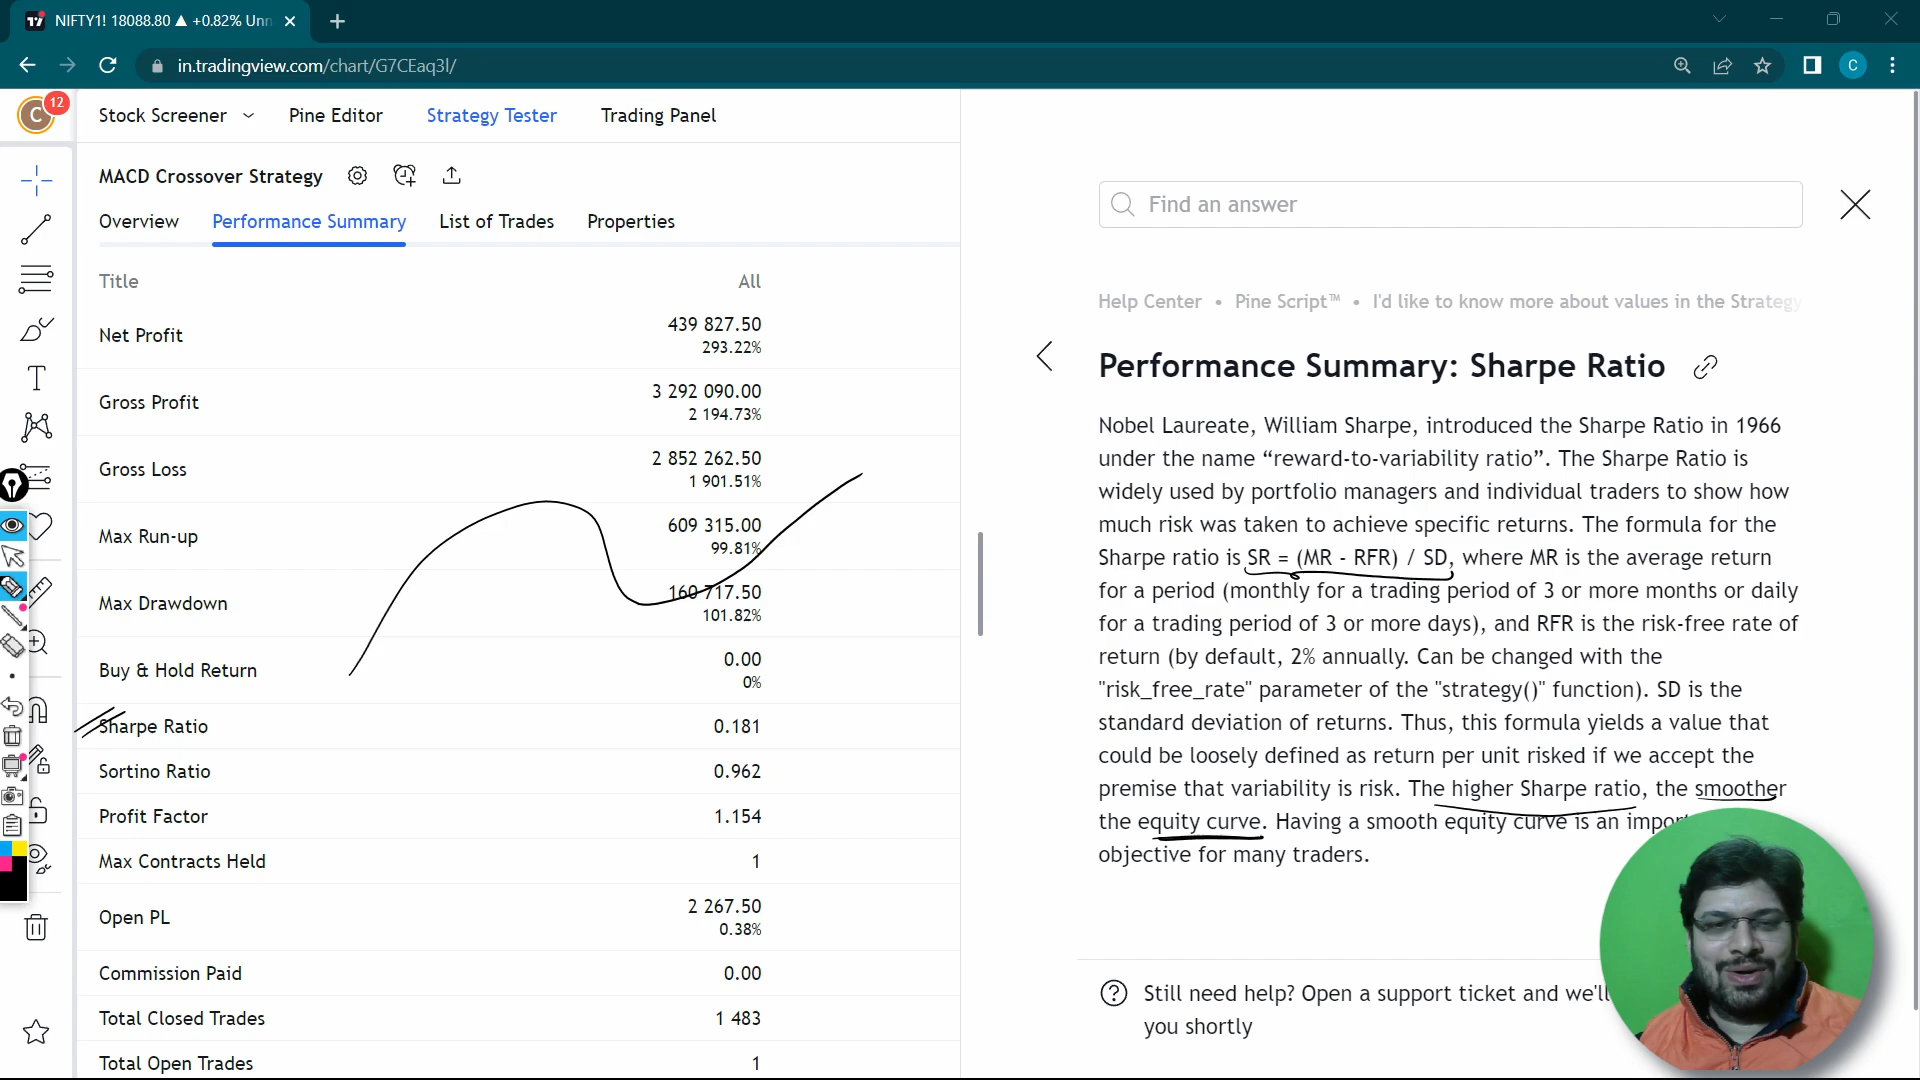 NIFTY1! 18088.80 ▲ +0.82% Unn
in.tradingview.com/chart/G7CEaq3l/
C
C
12
Stock Screener
Pine Editor
Strategy Tester
Trading Panel
MACD Crossover Strategy
Overview
Performance Summary
List of Trades
Properties
Title
All
Net Profit
439 827.50
293.22%
Gross Profit
3 292 090.00
2 194.73%
Gross Loss
2 852 262.50
1 901.51%
Max Run-up
609 315.00
99.81%
Max Drawdown
160 717.50
101.82%
Buy & Hold Return
0.00
0%
Sharpe Ratio
0.181
Sortino Ratio
0.962
Profit Factor
1.154
Max Contracts Held
1
Open PL
2 267.50
0.38%
Commission Paid
0.00
Total Closed Trades
1 483
Total Open Trades
1
Find an answer
Help Center • Pine Script™ • I'd like to know more about values in the Strategy
Performance Summary: Sharpe Ratio
Nobel Laureate, William Sharpe, introduced the Sharpe Ratio in 1966
under the name “reward-to-variability ratio”. The Sharpe Ratio is
widely used by portfolio managers and individual traders to show how
much risk was taken to achieve specific returns. The formula for the
Sharpe ratio is SR = (MR - RFR) / SD, where MR is the average return
for a period (monthly for a trading period of 3 or more months or daily
for a trading period of 3 or more days), and RFR is the risk-free rate of
return (by default, 2% annually. Can be changed with the
"risk_free_rate" parameter of the "strategy()" function). SD is the
standard deviation of returns. Thus, this formula yields a value that
could be loosely defined as return per unit risked if we accept the
premise that variability is risk. The higher Sharpe ratio, the smoother
the equity curve. Having a smooth equity curve is an impor
objective for many traders.
Still need help? Open a support ticket and we'll
you shortly